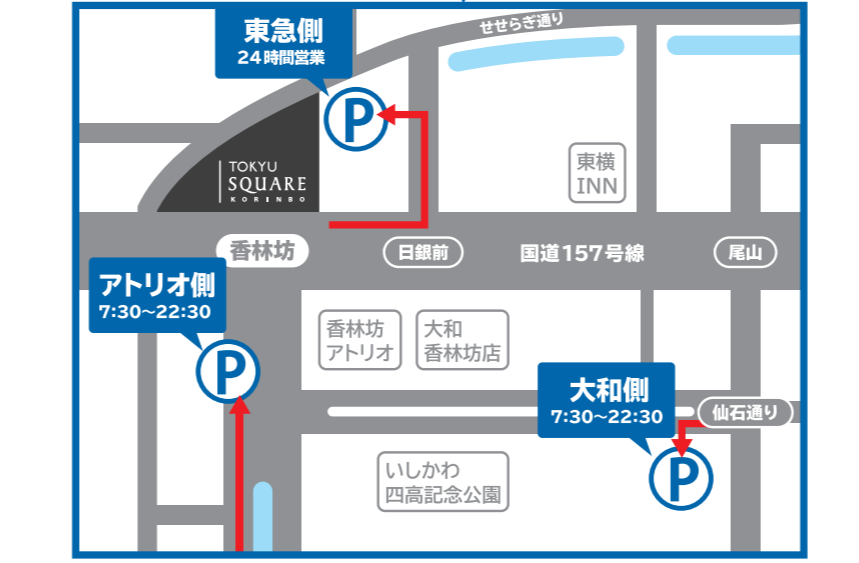 せせらぎ通り
東急側
24時間営業
P
TOKYU
SQUARE
KORINBO
東横
INN
香林坊
日銀前
国道157号線
尾山
アトリオ側
7:30~22:30
P
香林坊
アトリオ
大和
香林坊店
大和側
7:30~22:30
P
仙石通り
いしかわ
四高記念公園